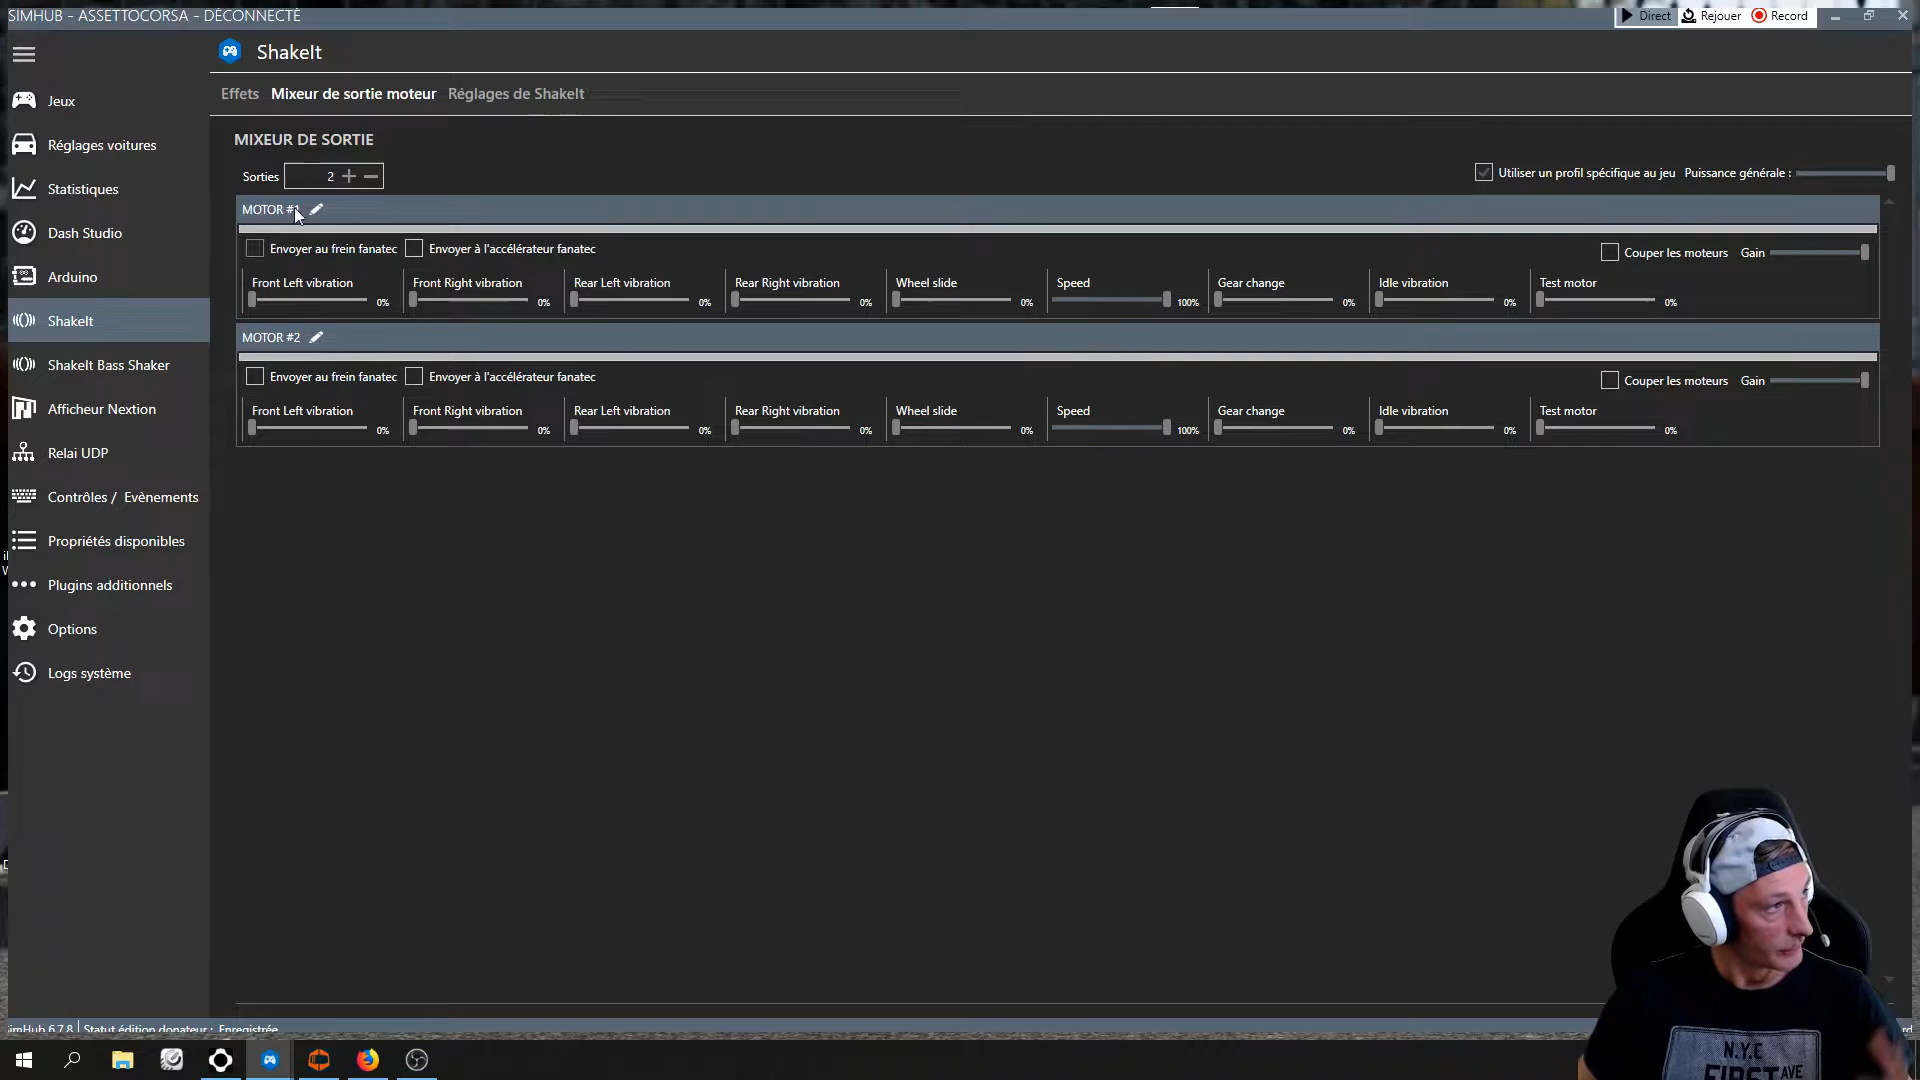 SIMHUB - ASSETTOCORSA - DÉCONNECTÉ
Direct
Rejouer
Record
ShakeIt
Effets
Mixeur de sortie moteur
Réglages de ShakeIt
Jeux
Réglages voitures
Statistiques
Dash Studio
Arduino
ShakeIt
ShakeIt Bass Shaker
Afficheur Nextion
Relai UDP
Contrôles / Evènements
Propriétés disponibles
Plugins additionnels
Options
Logs système
MIXEUR DE SORTIE
Sorties 2
Utiliser un profil spécifique au jeu Puissance générale :
MOTOR #1
Envoyer au frein fanatec Envoyer à l'accélérateur fanatec
Couper les moteurs Gain
Front Left vibration Front Right vibration Rear Left vibration Rear Right vibration Wheel slide Speed Gear change Idle vibration Test motor
0% 0% 0% 0% 0% 100% 0% 0% 0%
MOTOR #2
Envoyer au frein fanatec Envoyer à l'accélérateur fanatec
Couper les moteurs Gain
Front Left vibration Front Right vibration Rear Left vibration Rear Right vibration Wheel slide Speed Gear change Idle vibration Test motor
0% 0% 0% 0% 0% 100% 0% 0% 0%
SimHub 6.7.8 Statut édition donateur : Enregistrée
N.Y.C
FIRST AVE